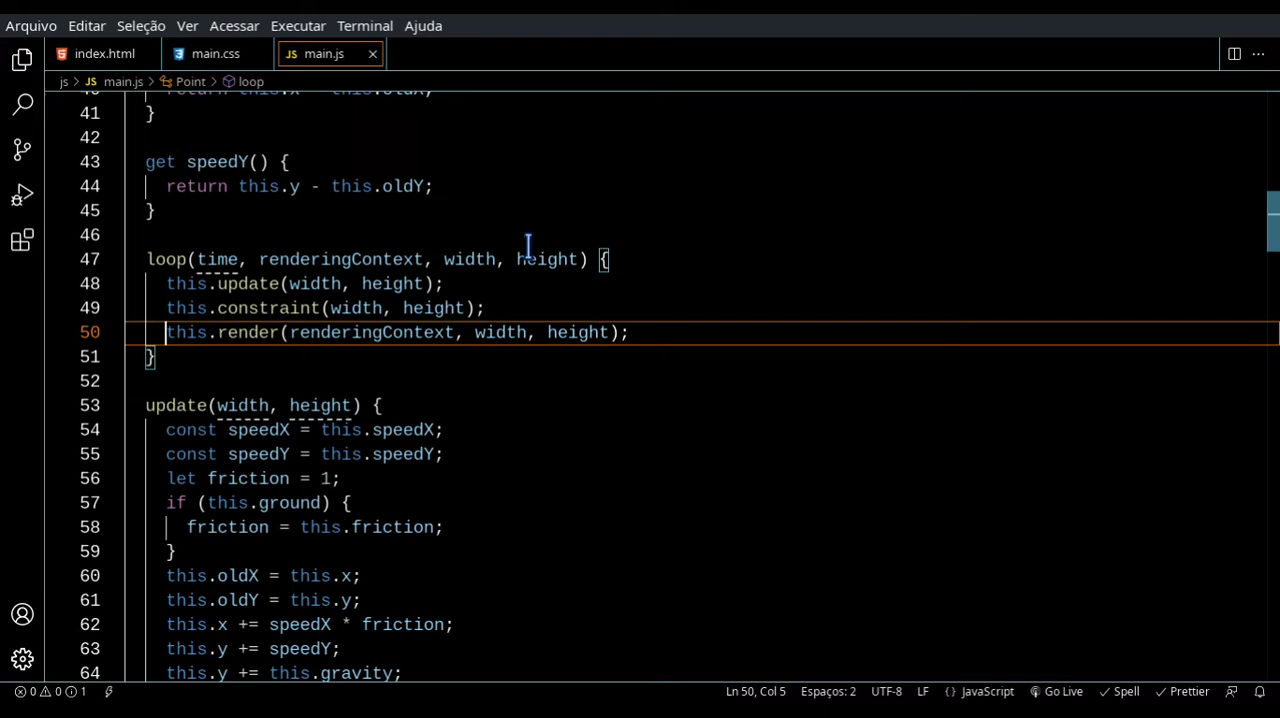 Arquivo Editar Seleção Ver Acessar Executar Terminal Ajuda
index.html main.css JS main.js
js > JS main.js > Point > loop
40 return this.x - this.oldX;
41 }
42
43 get speedY() {
44 return this.y - this.oldY;
45 }
46
47 loop(time, renderingContext, width, height) {
48 this.update(width, height);
49 this.constraint(width, height);
50 this.render(renderingContext, width, height);
51 }
52
53 update(width, height) {
54 const speedX = this.speedX;
55 const speedY = this.speedY;
56 let friction = 1;
57 if (this.ground) {
58 friction = this.friction;
59 }
60 this.oldX = this.x;
61 this.oldY = this.y;
62 this.x += speedX * friction;
63 this.y += speedY;
64 this.y += this.gravity;
0 0 1 Ln 50, Col 5 Espaços: 2 UTF-8 LF {} JavaScript Go Live Spell Prettier